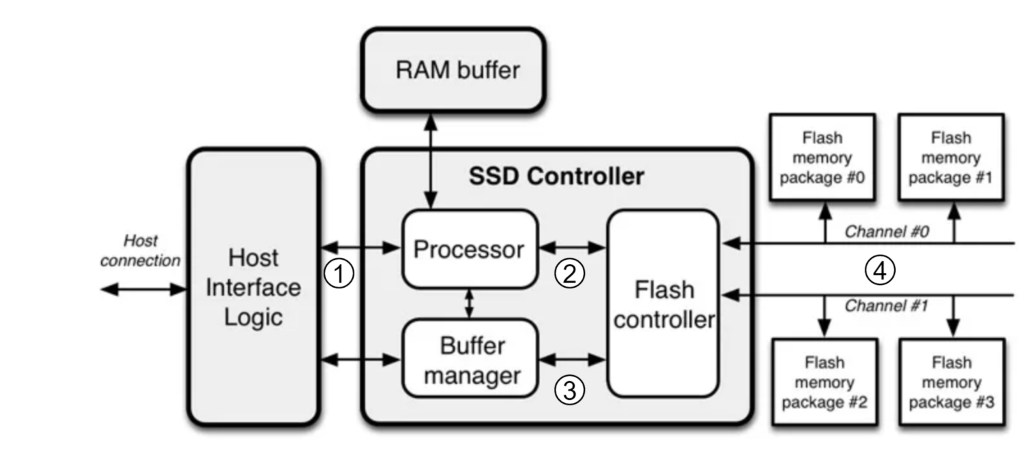 RAM buffer
SSD Controller
Flash
memory
package #0
Flash
memory
package #1
Host
connection
Host
Interface
Logic
①
Processor
②
Flash
controller
Channel #0
④
Channel #1
Buffer
manager
③
Flash
memory
package #2
Flash
memory
package #3